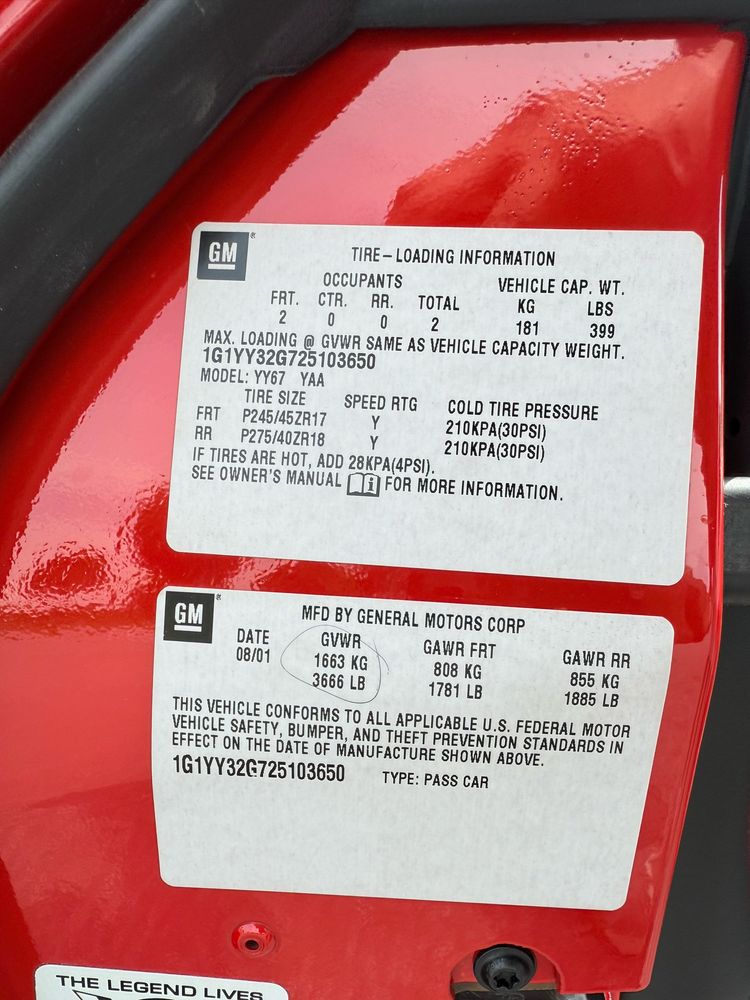 GM
TIRE-LOADING INFORMATION
OCCUPANTS VEHICLE CAP. WT.
FRT. CTR. RR. TOTAL KG LBS
2 0 0 2 181 399
MAX. LOADING @ GVWR SAME AS VEHICLE CAPACITY WEIGHT.
1G1YY32G725103650
MODEL: YY67 YAA
TIRE SIZE SPEED RTG COLD TIRE PRESSURE
FRT P245/45ZR17 Y 210KPA(30PSI)
RR P275/40ZR18 Y 210KPA(30PSI)
IF TIRES ARE HOT, ADD 28KPA(4PSI).
SEE OWNER'S MANUAL i FOR MORE INFORMATION.
GM
MFD BY GENERAL MOTORS CORP
DATE GVWR GAWR FRT GAWR RR
08/01 1663 KG 808 KG 855 KG
3666 LB 1781 LB 1885 LB
THIS VEHICLE CONFORMS TO ALL APPLICABLE U.S. FEDERAL MOTOR
VEHICLE SAFETY, BUMPER, AND THEFT PREVENTION STANDARDS IN
EFFECT ON THE DATE OF MANUFACTURE SHOWN ABOVE.
1G1YY32G725103650 TYPE: PASS CAR
THE LEGEND LIVES